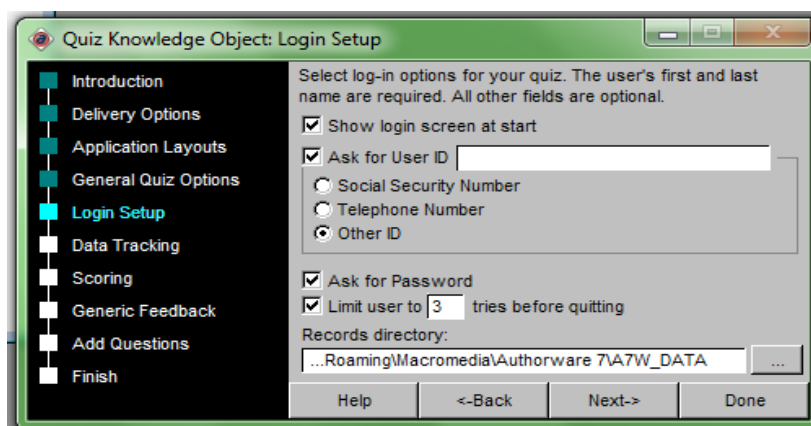 Quiz Knowledge Object: Login Setup
Introduction
Delivery Options
Application Layouts
General Quiz Options
Login Setup
Data Tracking
Scoring
Generic Feedback
Add Questions
Finish
Select log-in options for your quiz. The user's first and last
name are required. All other fields are optional.
Show login screen at start
Ask for User ID
Social Security Number
Telephone Number
Other ID
Ask for Password
Limit user to 3 tries before quitting
Records directory:
...Roaming\Macromedia\Authorware 7\A7W_DATA ...
Help <-Back Next-> Done